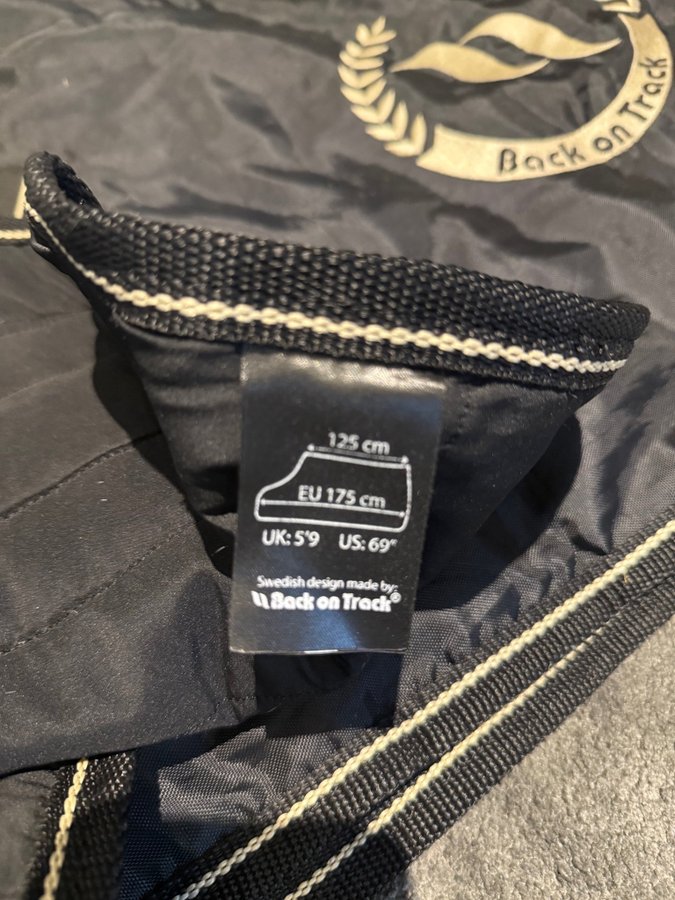 Back on Track
125 cm
EU 175 cm
UK: 5'9 US: 69"
Swedish design made by:
Back on Track®